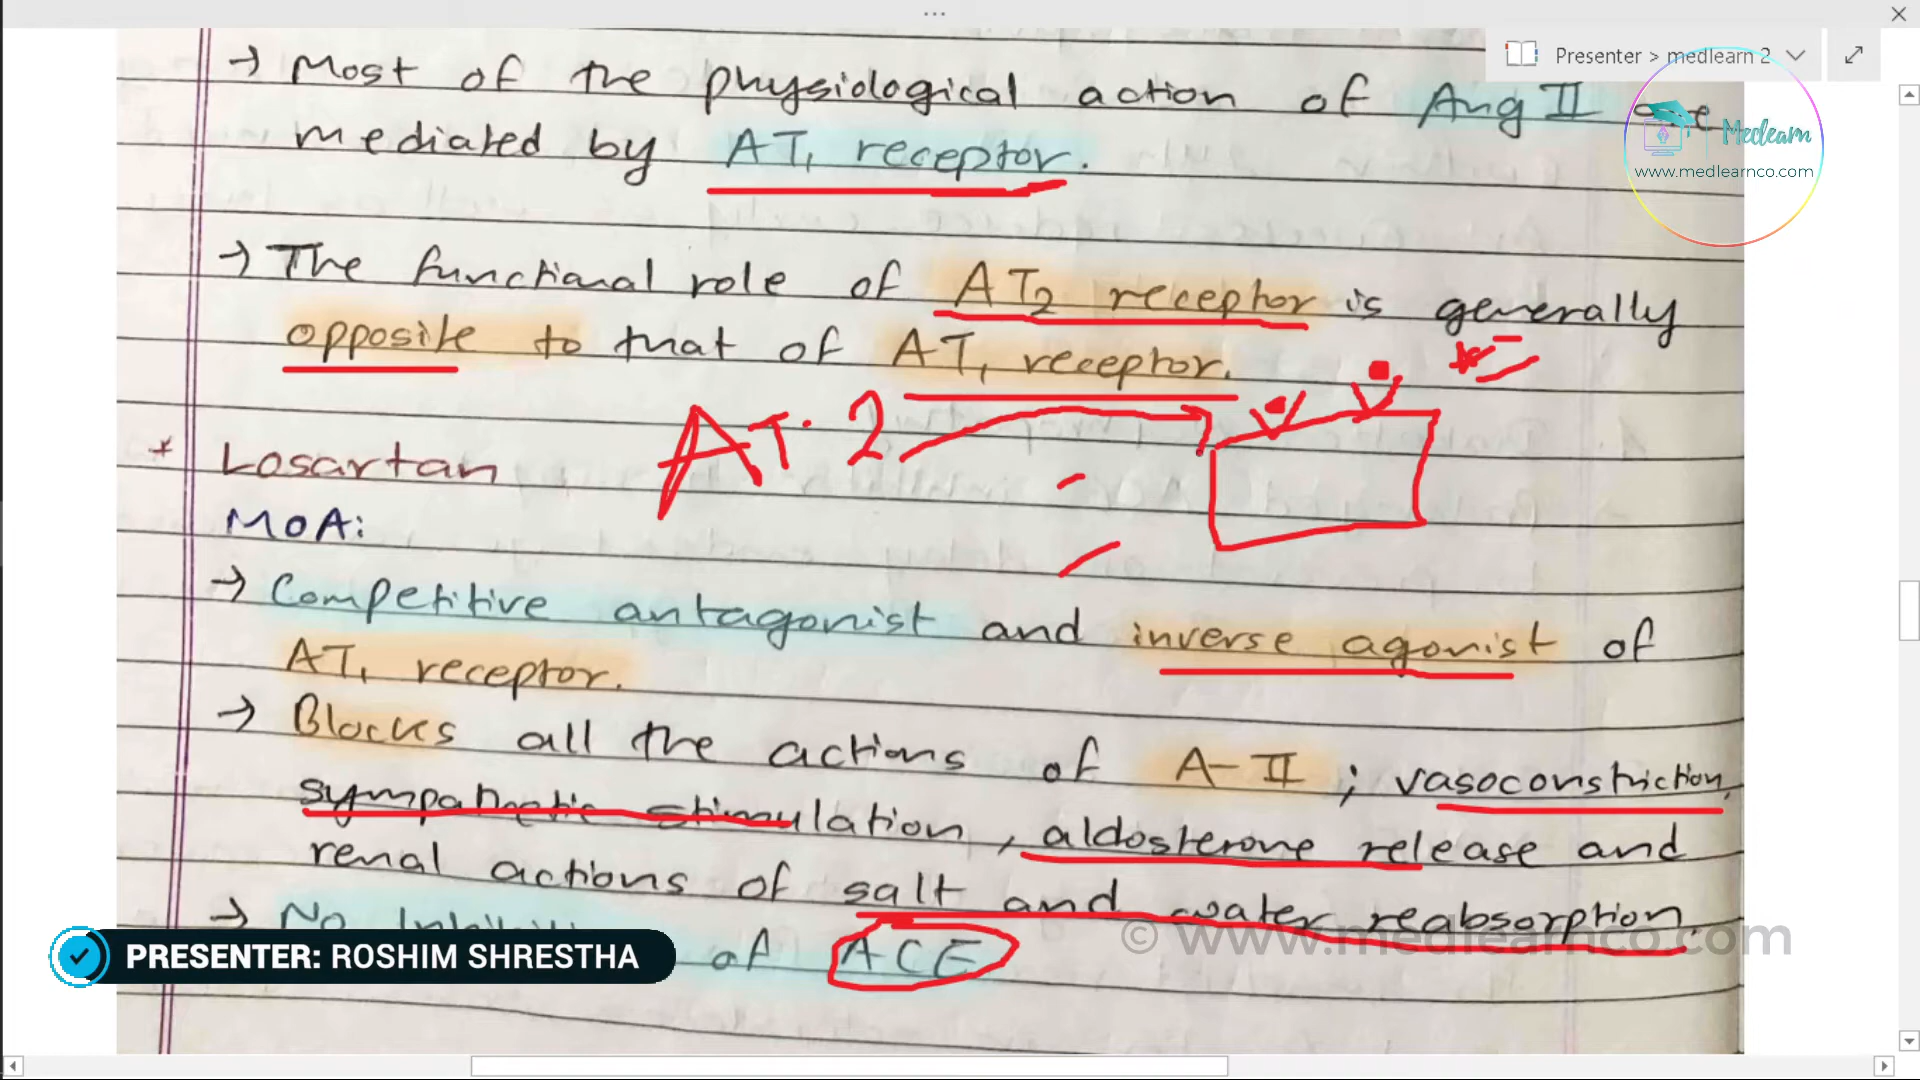 Presenter > medlearn 2
→ Most of the physiological action of Ang II are
mediated by AT1 receptor.
Medlearn
www.medlearnco.com
→ The functional role of AT2 receptor is generally
opposite to that of AT1 receptor.
AT 2
* Losartan
MOA:
→ Competitive antagonist and inverse agonist of
AT1 receptor.
→ Blocks all the actions of A-II ; vasoconstriction,
sympathetic stimulation, aldosterone release and
renal actions of salt and water reabsorption.
→ No of ACE
© www.medlearnco.com
PRESENTER: ROSHIM SHRESTHA